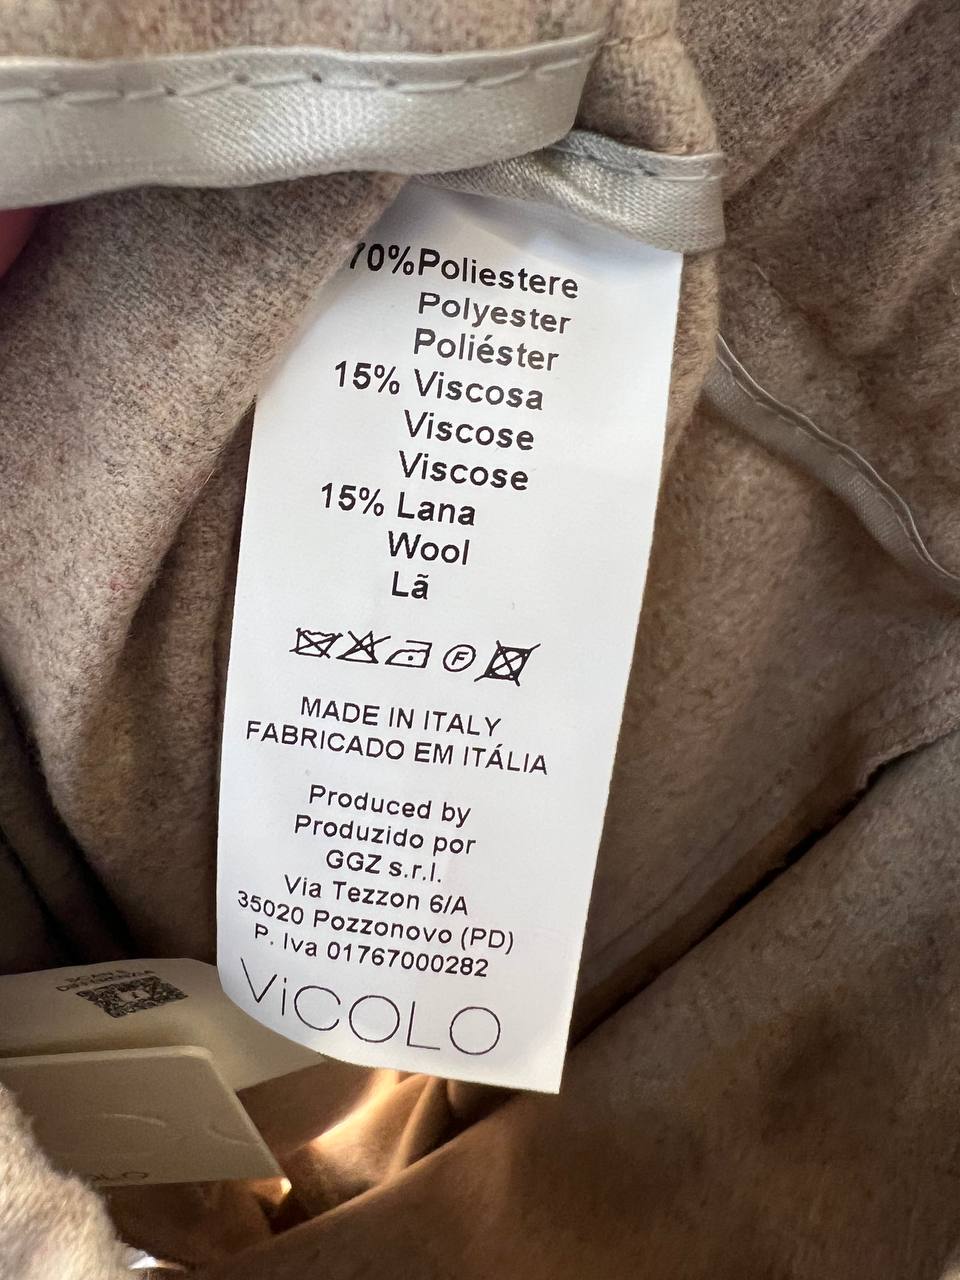 70%Poliestere
Polyester
Poliéster
15% Viscosa
Viscose
Viscose
15% Lana
Wool
Lã
F
MADE IN ITALY
FABRICADO EM ITÁLIA
Produced by
Produzido por
GGZ s.r.l.
Via Tezzon 6/A
35020 Pozzonovo (PD)
P. Iva 01767000282
ViCOLO
DIFFERENZIA